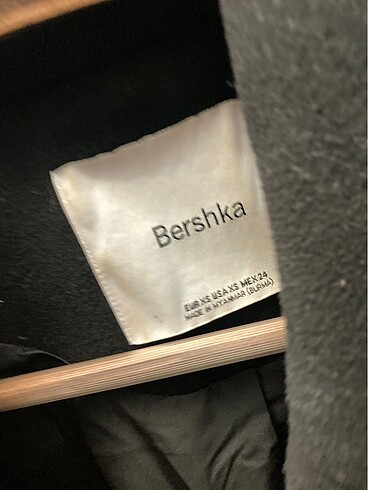 Bershka
EUR XS USA XS MEX 24
MADE IN MYANMAR (BURMA)